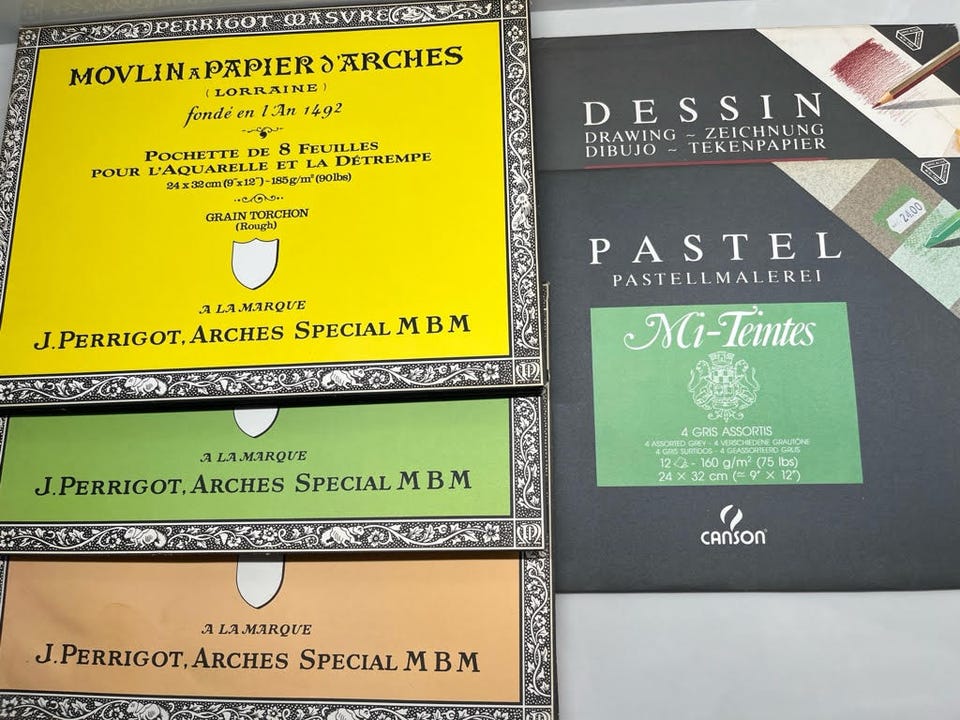 PERRIGOT-MASVRE
MOVLIN A PAPIER D'ARCHES
(LORRAINE)
fondé en l'An 1492
POCHETTE DE 8 FEUILLES
POUR L'AQUARELLE ET LA DÉTREMPE
24 x 32 cm (9"x12") - 185 g/m² (90 lbs)
GRAIN TORCHON
(Rough)
A LA MARQUE
J. PERRIGOT, ARCHES SPECIAL M B M
A LA MARQUE
J. PERRIGOT, ARCHES SPECIAL M B M
A LA MARQUE
J. PERRIGOT, ARCHES SPECIAL M B M
DESSIN
DRAWING ~ ZEICHNUNG
DIBUJO ~ TEKENPAPIER
24.00
PASTEL
PASTELLMALEREI
Mi-Teintes
4 GRIS ASSORTIS
4 ASSORTED GREY - 4 VERSCHIEDENE GRAUTÖNE
4 GRIS SURTIDOS - 4 GEASSORTEERD GRIJS
12 - 160 g/m² (75 lbs)
24 X 32 cm (≃ 9" X 12")
CANSON